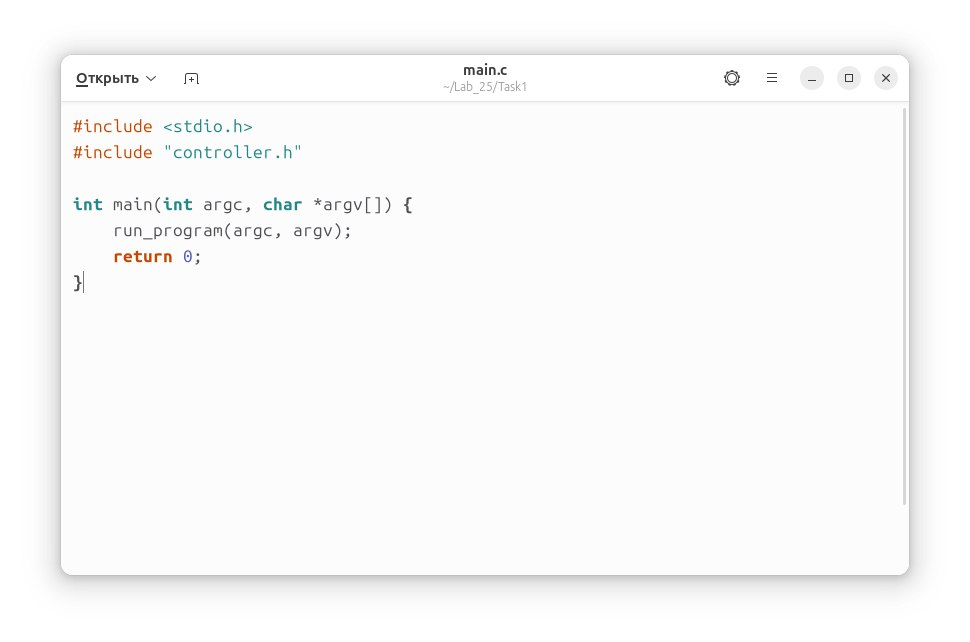 Открыть
main.c
~/Lab_25/Task1
#include <stdio.h>
#include "controller.h"
int main(int argc, char *argv[]) {
    run_program(argc, argv);
    return 0;
}